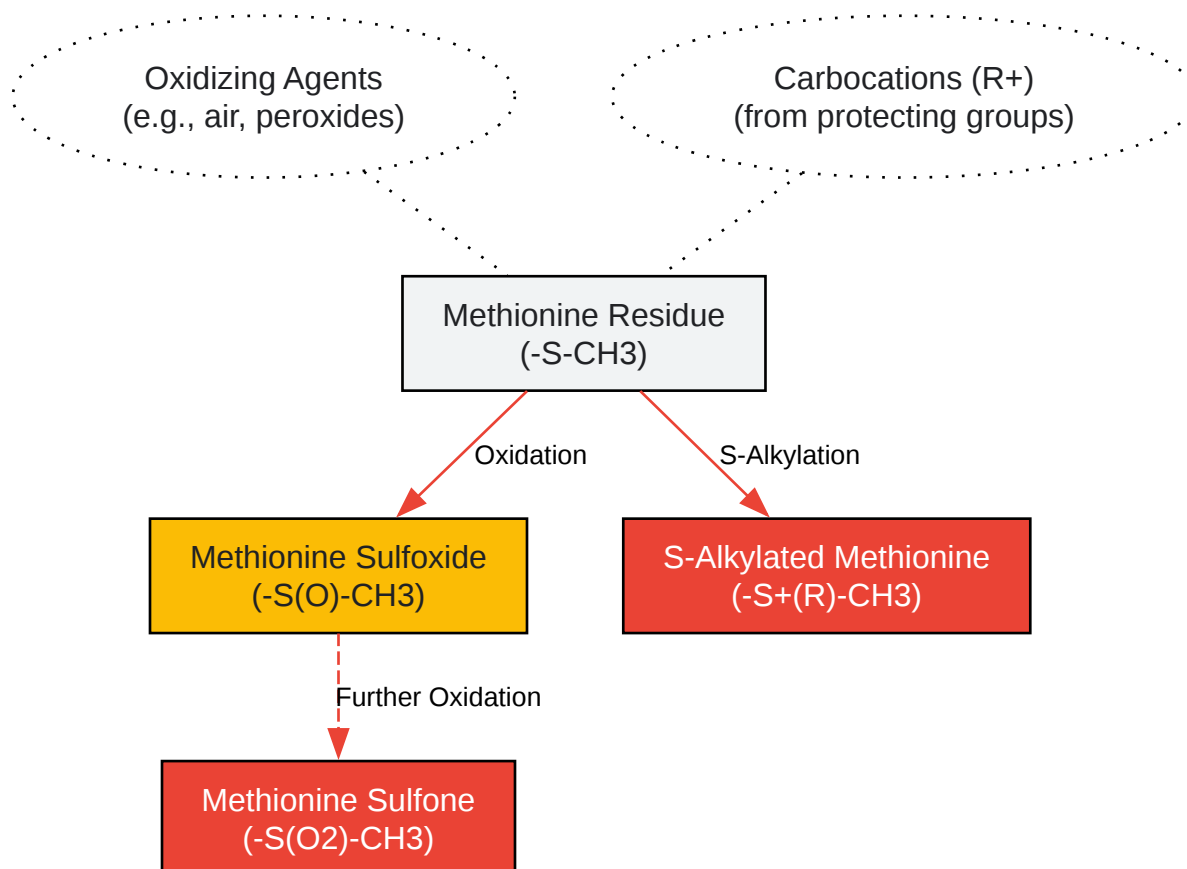 Oxidizing Agents
(e.g., air, peroxides)
Carbocations (R+)
(from protecting groups)
Methionine Residue
(-S-CH3)
Oxidation
S-Alkylation
Methionine Sulfoxide
(-S(O)-CH3)
S-Alkylated Methionine
(-S+(R)-CH3)
Further Oxidation
Methionine Sulfone
(-S(O2)-CH3)